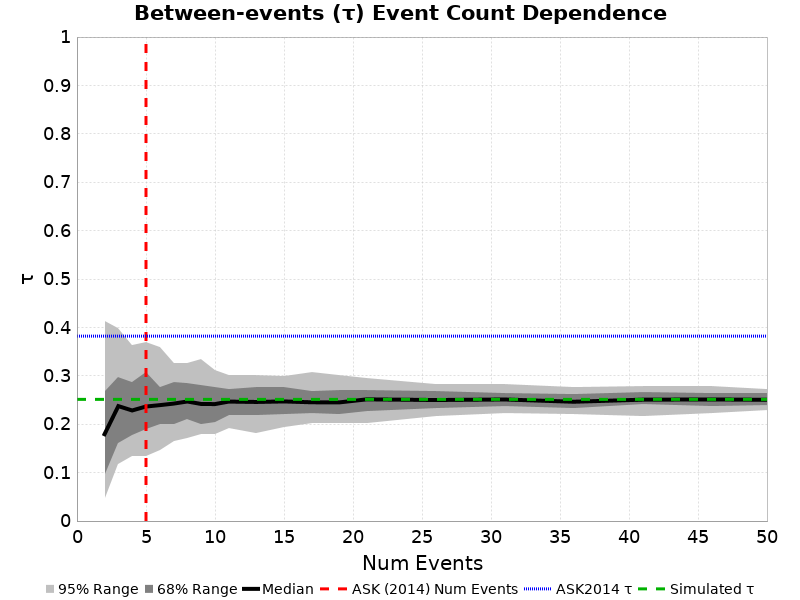 Between-events (τ) Event Count Dependence
1
0.9
0.8
0.7
0.6
0.5
0.4
0.3
0.2
0.1
0
τ
0 5 10 15 20 25 30 35 40 45 50
Num Events
95% Range 68% Range Median ASK (2014) Num Events ASK2014 τ Simulated τ